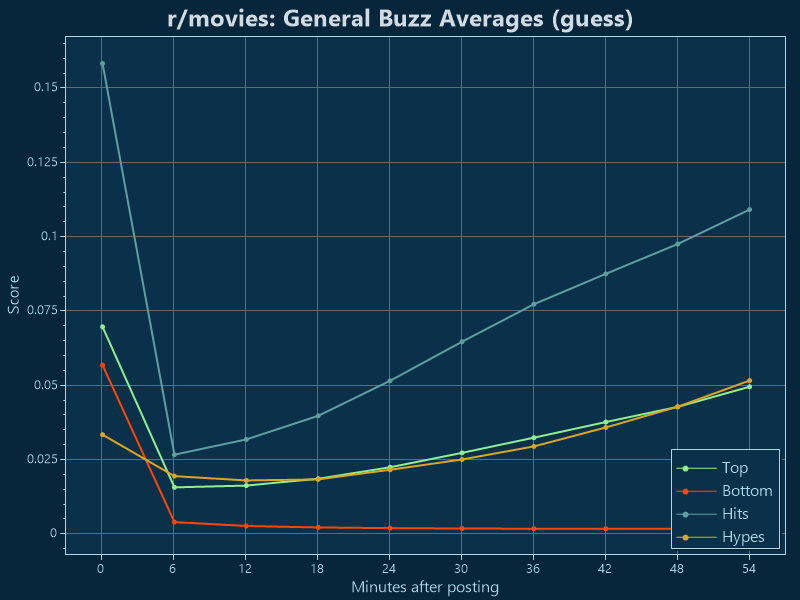 r/movies: General Buzz Averages (guess)
0.15
0.125
0.1
0.075
0.05
0.025
0
Score
Top
Bottom
Hits
Hypes
0 6 12 18 24 30 36 42 48 54
Minutes after posting